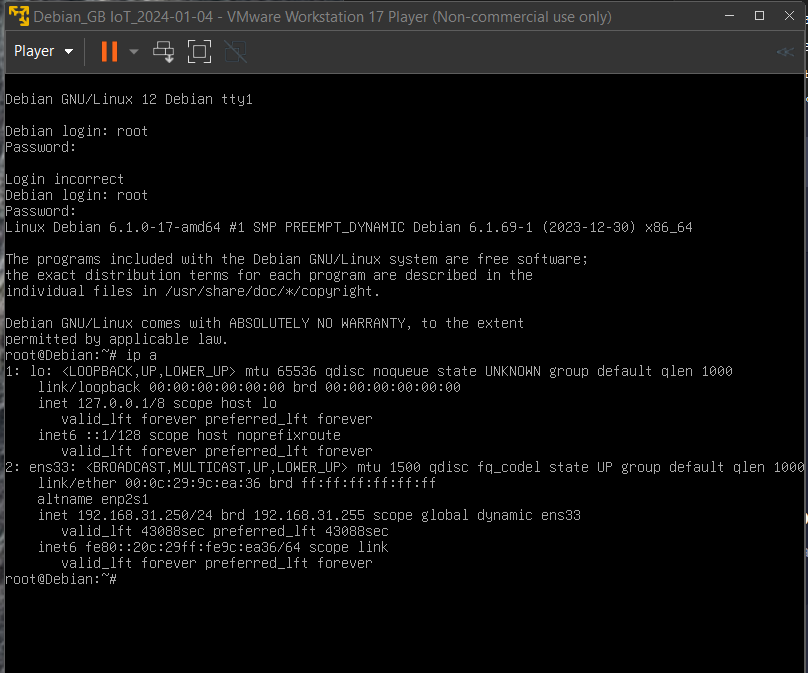 Debian_GB IoT_2024-01-04 - VMware Workstation 17 Player (Non-commercial use only)
Player
Debian GNU/Linux 12 Debian tty1
Debian login: root
Password:
Login incorrect
Debian login: root
Password:
Linux Debian 6.1.0-17-amd64 #1 SMP PREEMPT_DYNAMIC Debian 6.1.69-1 (2023-12-30) x86_64
The programs included with the Debian GNU/Linux system are free software;
the exact distribution terms for each program are described in the
individual files in /usr/share/doc/*/copyright.
Debian GNU/Linux comes with ABSOLUTELY NO WARRANTY, to the extent
permitted by applicable law.
root@Debian:~# ip a
1: lo: <LOOPBACK,UP,LOWER_UP> mtu 65536 qdisc noqueue state UNKNOWN group default qlen 1000
link/loopback 00:00:00:00:00:00 brd 00:00:00:00:00:00
inet 127.0.0.1/8 scope host lo
valid_lft forever preferred_lft forever
inet6 ::1/128 scope host noprefixroute
valid_lft forever preferred_lft forever
2: ens33: <BROADCAST,MULTICAST,UP,LOWER_UP> mtu 1500 qdisc fq_codel state UP group default qlen 1000
link/ether 00:0c:29:9c:ea:36 brd ff:ff:ff:ff:ff:ff
altname enp2s1
inet 192.168.31.250/24 brd 192.168.31.255 scope global dynamic ens33
valid_lft 43088sec preferred_lft 43088sec
inet6 fe80::20c:29ff:fe9c:ea36/64 scope link
valid_lft forever preferred_lft forever
root@Debian:~#